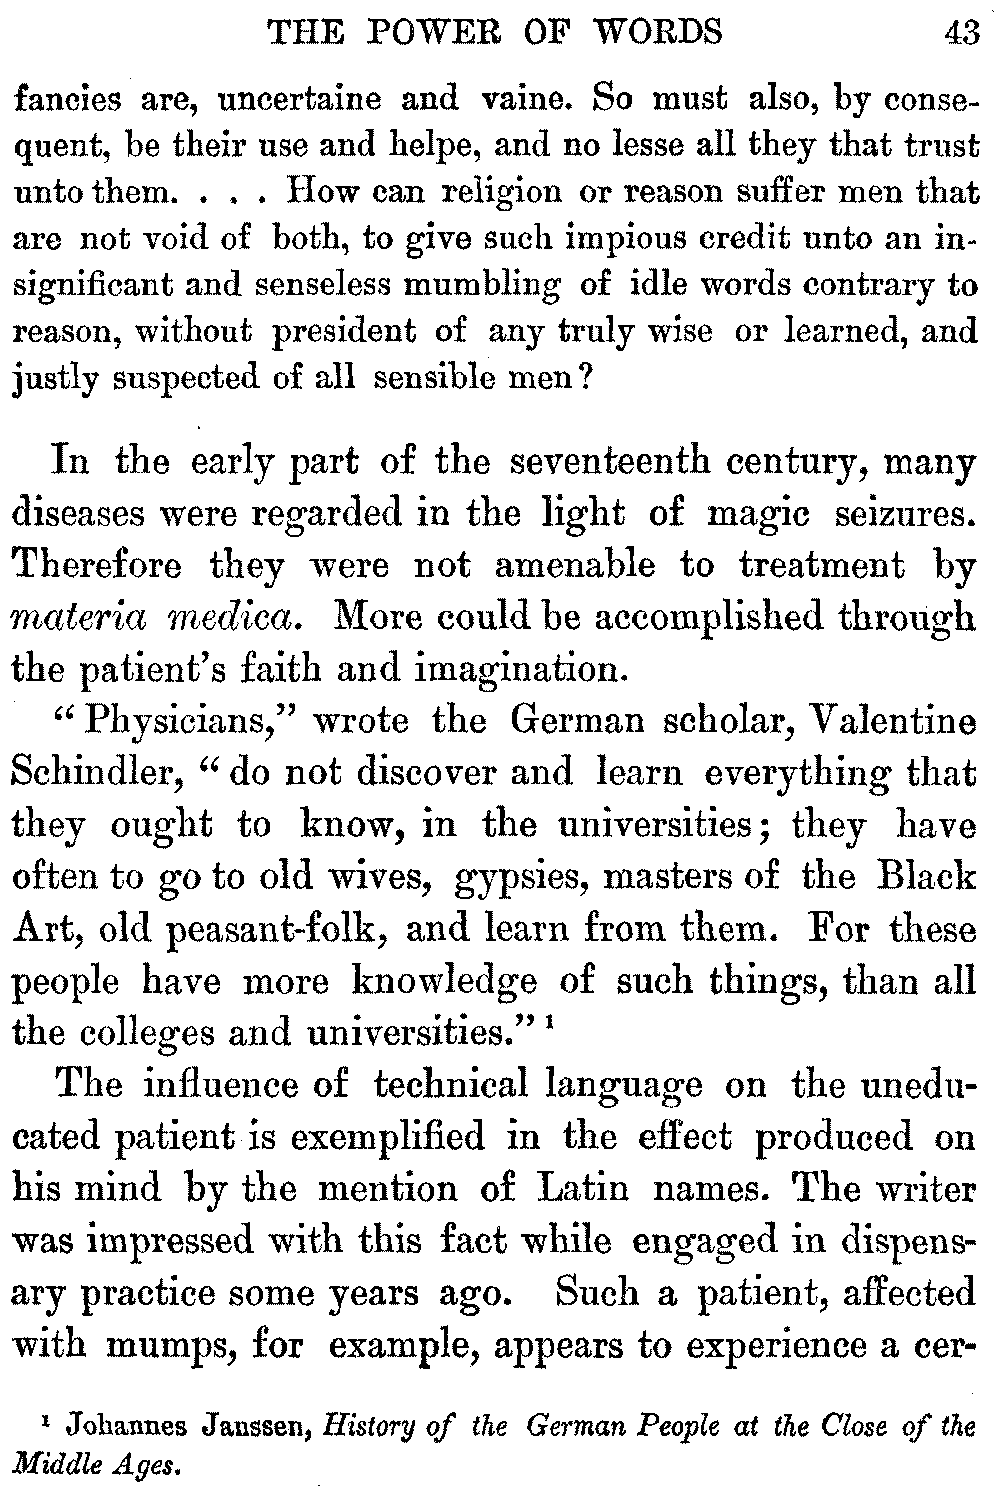 THE POWER OF WORDS 43
fancies are, uncertaine and vaine. So must also, by conse-
quent, be their use and helpe, and no lesse all they that trust
unto them. . . . How can religion or reason suffer men that
are not void of both, to give such impious credit unto an in-
significant and senseless mumbling of idle words contrary to
reason, without president of any truly wise or learned, and
justly suspected of all sensible men?
In the early part of the seventeenth century, many
diseases were regarded in the light of magic seizures.
Therefore they were not amenable to treatment by
materia medica. More could be accomplished through
the patient's faith and imagination.
"Physicians," wrote the German scholar, Valentine
Schindler, "do not discover and learn everything that
they ought to know, in the universities; they have
often to go to old wives, gypsies, masters of the Black
Art, old peasant-folk, and learn from them. For these
people have more knowledge of such things, than all
the colleges and universities." ¹
The influence of technical language on the unedu-
cated patient is exemplified in the effect produced on
his mind by the mention of Latin names. The writer
was impressed with this fact while engaged in dispens-
ary practice some years ago. Such a patient, affected
with mumps, for example, appears to experience a cer-
¹ Johannes Janssen, History of the German People at the Close of the
Middle Ages.